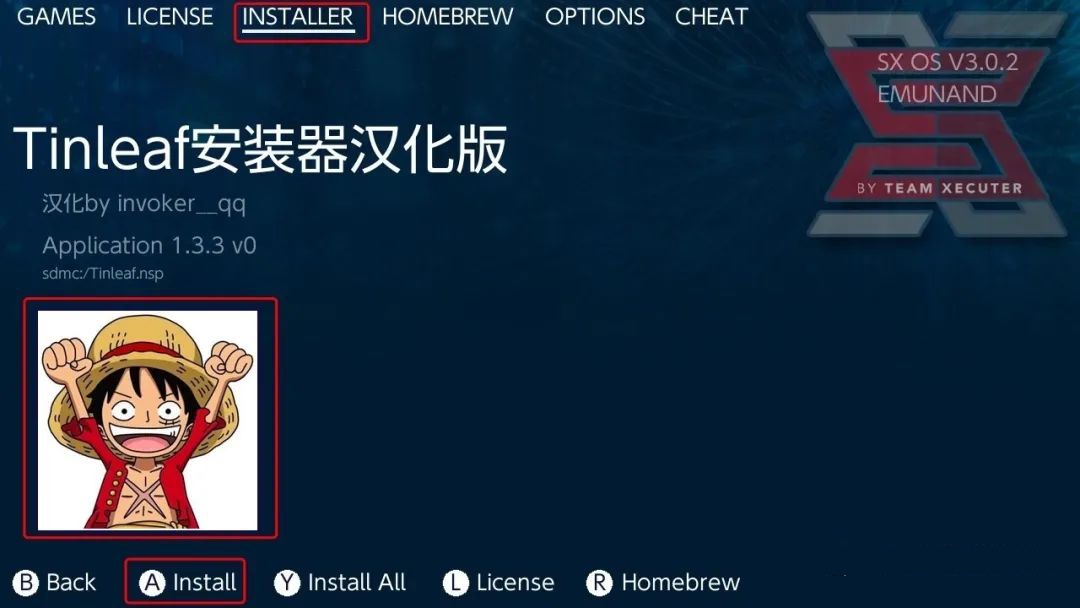 GAMES LICENSE INSTALLER HOMEBREW OPTIONS CHEAT
SX OS V3.0.2
EMUNAND
BY TEAM XECUTER
Tinleaf安装器汉化版
汉化by invoker__qq
Application 1.3.3 v0
sdmc:/Tinleaf.nsp
B Back A Install Y Install All L License R Homebrew